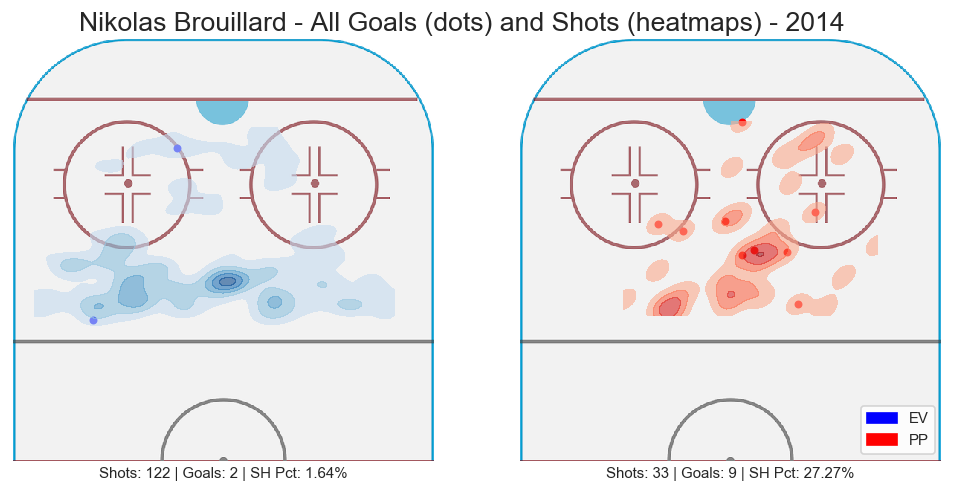 Nikolas Brouillard - All Goals (dots) and Shots (heatmaps) - 2014
EV
PP
Shots: 122 | Goals: 2 | SH Pct: 1.64%
Shots: 33 | Goals: 9 | SH Pct: 27.27%